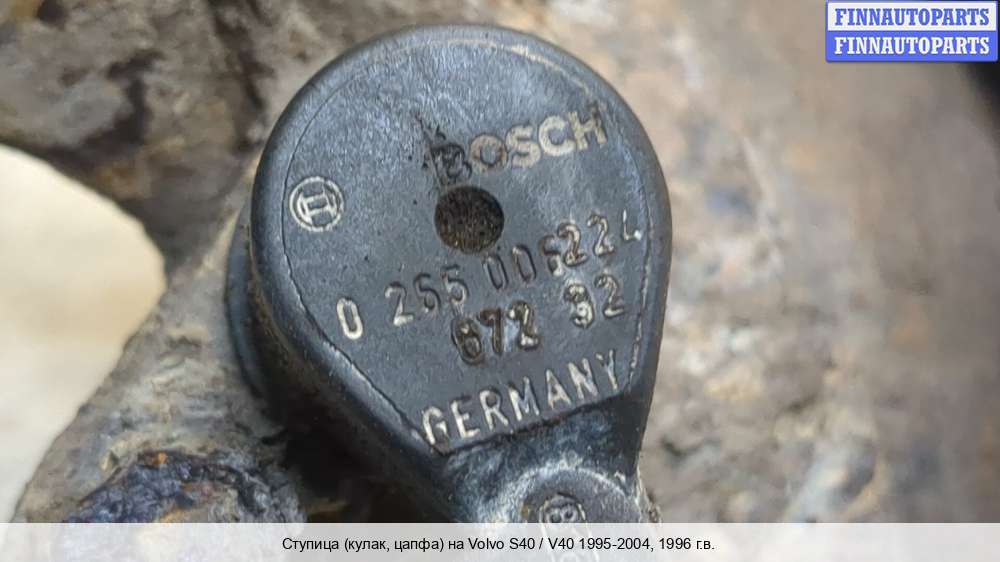 FINNAUTOPARTS
FINNAUTOPARTS
BOSCH
0 265 006 224
672 32
GERMANY
Ступица (кулак, цапфа) на Volvo S40 / V40 1995-2004, 1996 г.в.